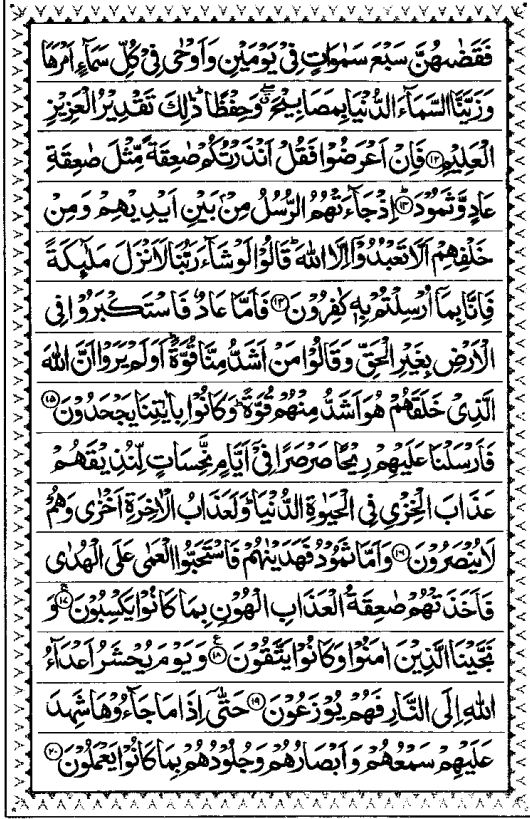 فَقَضٰىهُنَّ سَبْعَ سَمٰوَاتٍ فِيْ يَوْمَيْنِ وَاَوْحٰى فِيْ كُلِّ سَمَآءٍ اَمْرَهَا
وَزَيَّنَّا السَّمَآءَ الدُّنْيَا بِمَصَابِيْحَ ۖ وَحِفْظًا ؕ ذٰلِكَ تَقْدِيْرُ الْعَزِيْزِ
الْعَلِيْمِ ۝۱۲ فَاِنْ اَعْرَضُوْا فَقُلْ اَنْذَرْتُكُمْ صٰعِقَةً مِّثْلَ صٰعِقَةِ
عَادٍ وَّثَمُوْدَ ۝۱۳ؕ اِذْ جَآءَتْهُمُ الرُّسُلُ مِنْۢ بَيْنِ اَيْدِيْهِمْ وَمِنْ
خَلْفِهِمْ اَلَّا تَعْبُدُوْٓا اِلَّا اللّٰهَ ؕ قَالُوْا لَوْ شَآءَ رَبُّنَا لَاَنْزَلَ مَلٰٓئِكَةً
فَاِنَّا بِمَآ اُرْسِلْتُمْ بِهٖ كٰفِرُوْنَ ۝۱۴ فَاَمَّا عَادٌ فَاسْتَكْبَرُوْا فِي
الْاَرْضِ بِغَيْرِ الْحَقِّ وَقَالُوْا مَنْ اَشَدُّ مِنَّا قُوَّةً ؕ اَوَلَمْ يَرَوْا اَنَّ اللّٰهَ
الَّذِيْ خَلَقَهُمْ هُوَ اَشَدُّ مِنْهُمْ قُوَّةً ؕ وَكَانُوْا بِاٰيٰتِنَا يَجْحَدُوْنَ ۝۱۵
فَاَرْسَلْنَا عَلَيْهِمْ رِيْحًا صَرْصَرًا فِيْٓ اَيَّامٍ نَّحِسَاتٍ لِّنُذِيْقَهُمْ
عَذَابَ الْخِزْيِ فِي الْحَيٰوةِ الدُّنْيَا ؕ وَلَعَذَابُ الْاٰخِرَةِ اَخْزٰى وَهُمْ
لَا يُنْصَرُوْنَ ۝۱۶ وَاَمَّا ثَمُوْدُ فَهَدَيْنٰهُمْ فَاسْتَحَبُّوا الْعَمٰى عَلَى الْهُدٰى
فَاَخَذَتْهُمْ صٰعِقَةُ الْعَذَابِ الْهُوْنِ بِمَا كَانُوْا يَكْسِبُوْنَ ۝۱۷ۚ وَ
نَجَّيْنَا الَّذِيْنَ اٰمَنُوْا وَكَانُوْا يَتَّقُوْنَ ۝۱۸ ع وَيَوْمَ يُحْشَرُ اَعْدَآءُ
اللّٰهِ اِلَى النَّارِ فَهُمْ يُوْزَعُوْنَ ۝۱۹ حَتّٰٓى اِذَا مَا جَآءُوْهَا شَهِدَ
عَلَيْهِمْ سَمْعُهُمْ وَاَبْصَارُهُمْ وَجُلُوْدُهُمْ بِمَا كَانُوْا يَعْمَلُوْنَ ۝۲۰